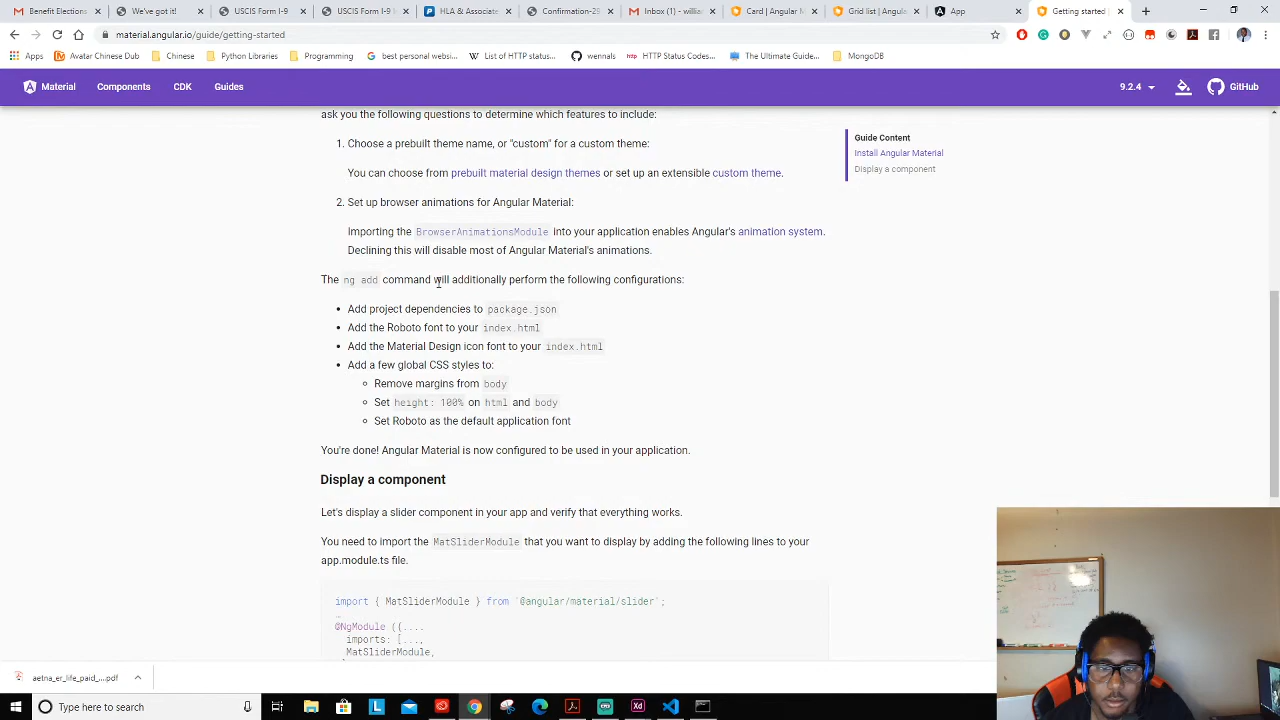 Benefit Elections
We've got it!
USCIS Form I-9
USCIS Form I-9
HLA & Associate
Confirmation-29
Inbox (1) - willia
Card | Angular M
Grid list | Angula
App
Getting started
material.angular.io/guide/getting-started
Apps
Avatar Chinese Dub
Chinese
Python Libraries
Programming
best personal websi...
List of HTTP status...
wennals
HTTP Status Codes...
The Ultimate Guide...
MongoDB
Material
Components
CDK
Guides
9.2.4
GitHub
ask you the following questions to determine which features to include:
1. Choose a prebuilt theme name, or "custom" for a custom theme:
You can choose from prebuilt material design themes or set up an extensible custom theme.
2. Set up browser animations for Angular Material:
Importing the BrowserAnimationsModule into your application enables Angular's animation system.
Declining this will disable most of Angular Material's animations.
The ng add command will additionally perform the following configurations:
• Add project dependencies to package.json
• Add the Roboto font to your index.html
• Add the Material Design icon font to your index.html
• Add a few global CSS styles to:
Remove margins from body
Set height: 100% on html and body
Set Roboto as the default application font
You're done! Angular Material is now configured to be used in your application.
Display a component
Let's display a slider component in your app and verify that everything works.
You need to import the MatSliderModule that you want to display by adding the following lines to your
app.module.ts file.
import { MatSliderModule } from '@angular/material/slider';
…
@NgModule ({....
imports: [...,
MatSliderModule,
Guide Content
Install Angular Material
Display a component
aetna_er_life_paid_....pdf
Type here to search